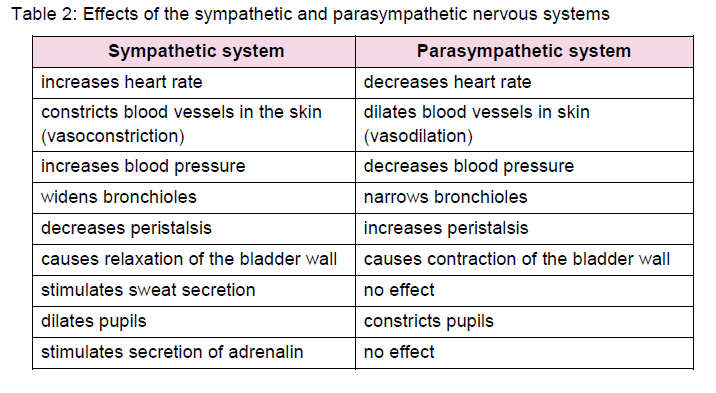 Table 2: Effects of the sympathetic and parasympathetic nervous systems
Sympathetic system Parasympathetic system
increases heart rate decreases heart rate
constricts blood vessels in the skin dilates blood vessels in skin
(vasoconstriction) (vasodilation)
increases blood pressure decreases blood pressure
widens bronchioles narrows bronchioles
decreases peristalsis increases peristalsis
causes relaxation of the bladder wall causes contraction of the bladder wall
stimulates sweat secretion no effect
dilates pupils constricts pupils
stimulates secretion of adrenalin no effect